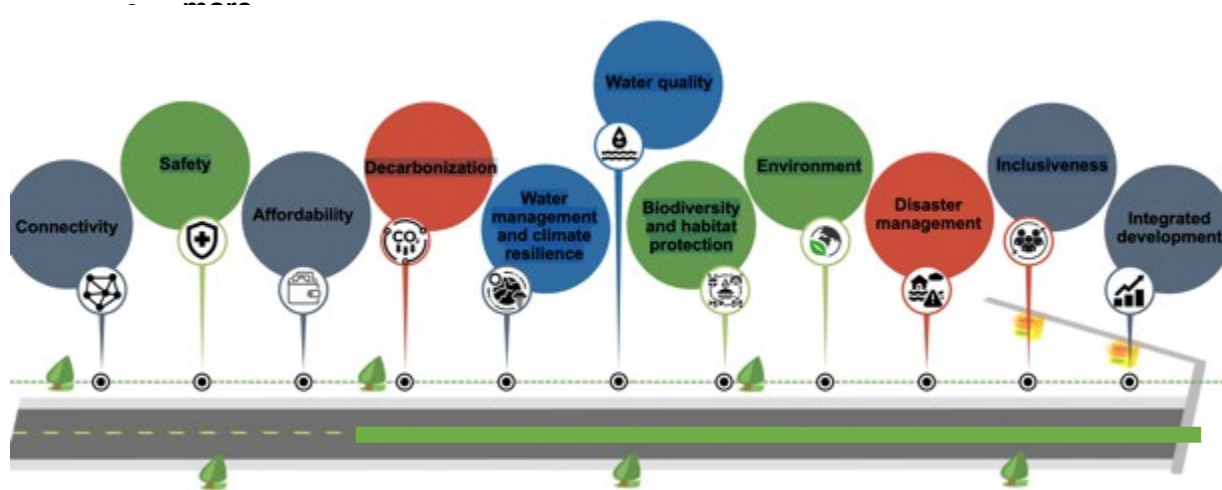 Connectivity
Safety
Affordability
Decarbonization
CO₂
Water
management
and climate
resilience
Water quality
Biodiversity
and habitat
protection
Environment
Disaster
management
Inclusiveness
Integrated
development